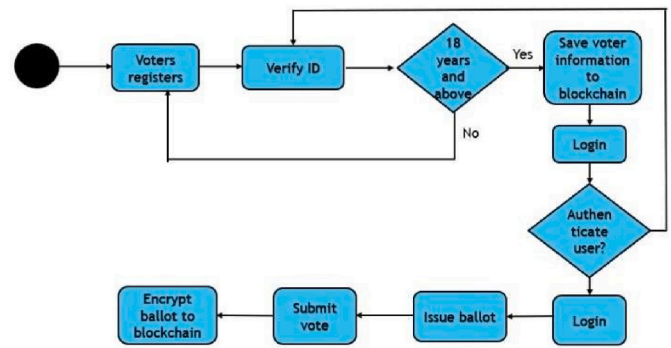 Voters
registers
Verify ID
18
years
and
above
Yes
No
Save voter
information
to
blockchain
Login
Authen
ticate
user?
Login
Issue ballot
Submit
vote
Encrypt
ballot to
blockchain